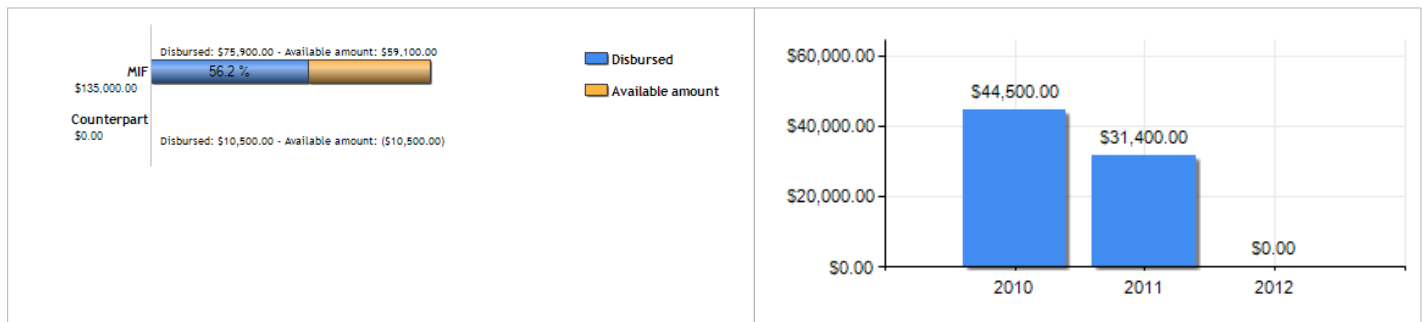 Disbursed: $75,900.00 - Available amount: $59,100.00
MIF
56.2 %
$135,000.00
Counterpart
$0.00
Disbursed: $10,500.00 - Available amount: ($10,500.00)
Disbursed
Available amount
$60,000.00
$40,000.00
$20,000.00
$0.00
$44,500.00
$31,400.00
$0.00
2010
2011
2012